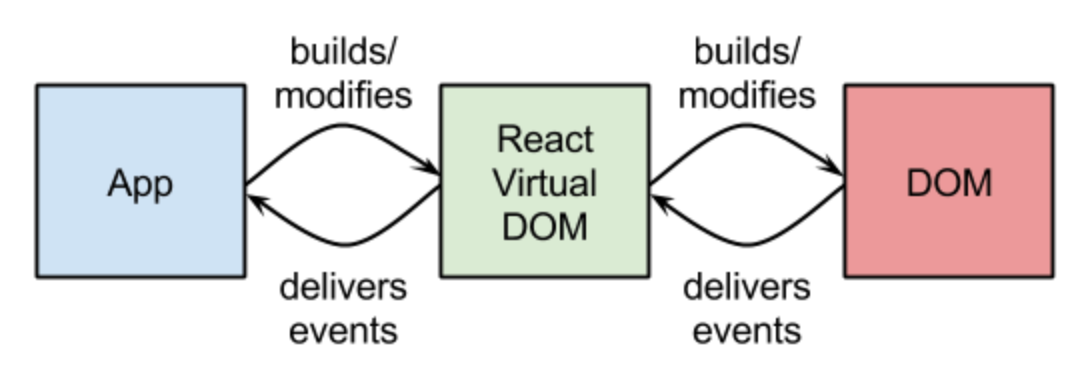 builds/
modifies
builds/
modifies
App
React
Virtual
DOM
DOM
delivers
events
delivers
events